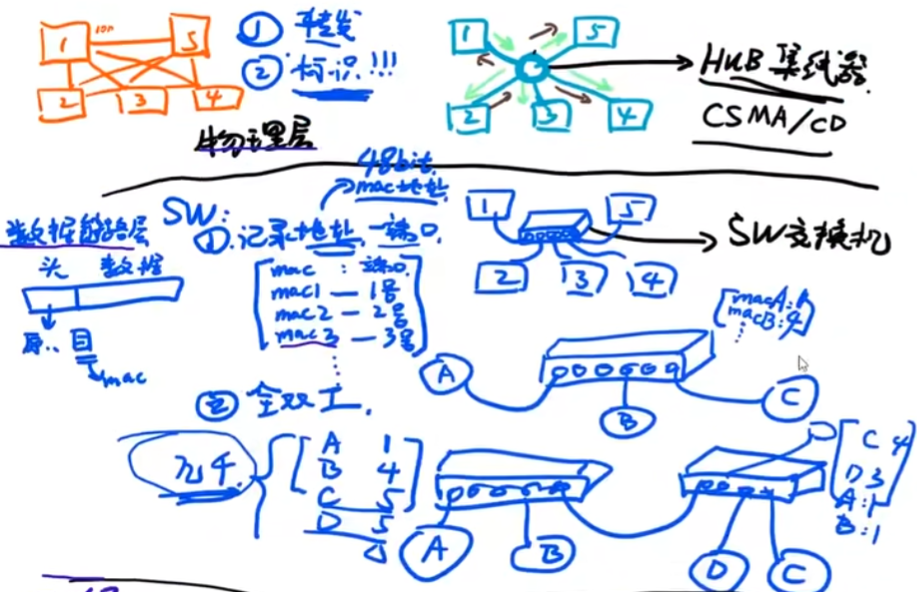 1 10M 5
2 3 4
① 转发
② 标识!!!
物理层
1 5
2 3 4
HUB 集线器
CSMA/CD
48bit
mac地址
SW:
①.记录地址—端口.
数据链路层
头 数据
原.. 目
mac
mac : 端口
mac1 — 1号
mac2 — 2号
mac3 — 3号
② 全双工.
1 5
2 3 4
SW交换机
macB:4
A
B
C
几千
A 1
B 4
C 5
D 5
A
B
D
C
C 4
D 3
A:1
B:1